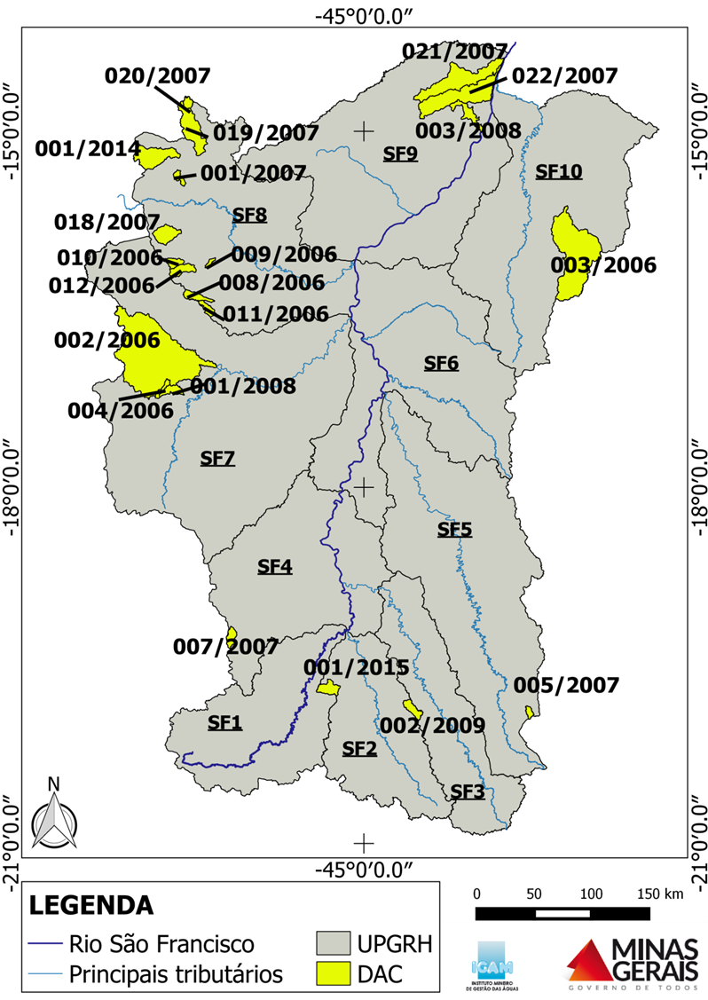 -45°0′0.0″
021/2007
020/2007
022/2007
-15°0′0.0″
-15°0′0.0″
019/2007
003/2008
001/2014
SF9
001/2007
SF10
SF8
018/2007
009/2006
010/2006
003/2006
012/2006
008/2006
011/2006
002/2006
SF6
001/2008
004/2006
SF7
-18°0′0.0″
-18°0′0.0″
SF5
SF4
007/2007
001/2015
005/2007
SF1
002/2009
SF2
SF3
N
-21°0′0.0″
-21°0′0.0″
-45°0′0.0″
LEGENDA
Rio São Francisco
UPGRH
Principais tributários
DAC
0 50 100 150 km
IGAM
INSTITUTO MINEIRO
DE GESTÃO DAS ÁGUAS
MINAS
GERAIS
GOVERNO DE TODOS